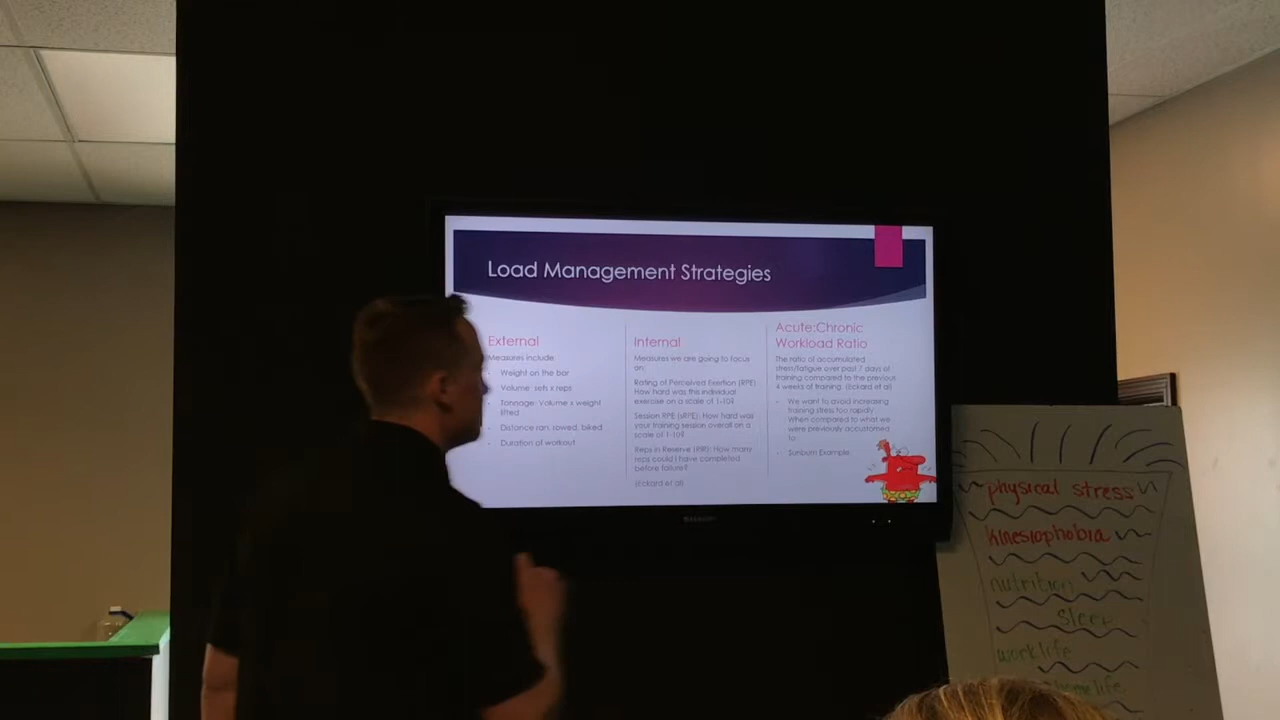 Load Management Strategies
External
Measures include
Weight on the bar
Volume: sets x reps
Tonnage: Volume x weight
lifted
Distance ran, rowed, biked
Duration of workout
Internal
Measures we are going to focus
on:
Rating of Perceived Exertion (RPE)
How hard was this individual
exercise on a scale of 1-10?
Session RPE (sRPE): How hard was
your training session overall on a
scale of 1-10?
Reps in Reserve (RIR): How many
reps could I have completed
before failure?
(Eckard et al)
Acute:Chronic
Workload Ratio
The ratio of accumulated
stress/fatigue over past 7 days of
training compared to the previous
4 weeks of training. (Eckard et al)
We want to avoid increasing
training stress too rapidly
When compared to what we
were previously accustomed
to.
Sunburn Example
SHARP
physical stress
kinesiophobia
nutrition
sleep
work life
homelife